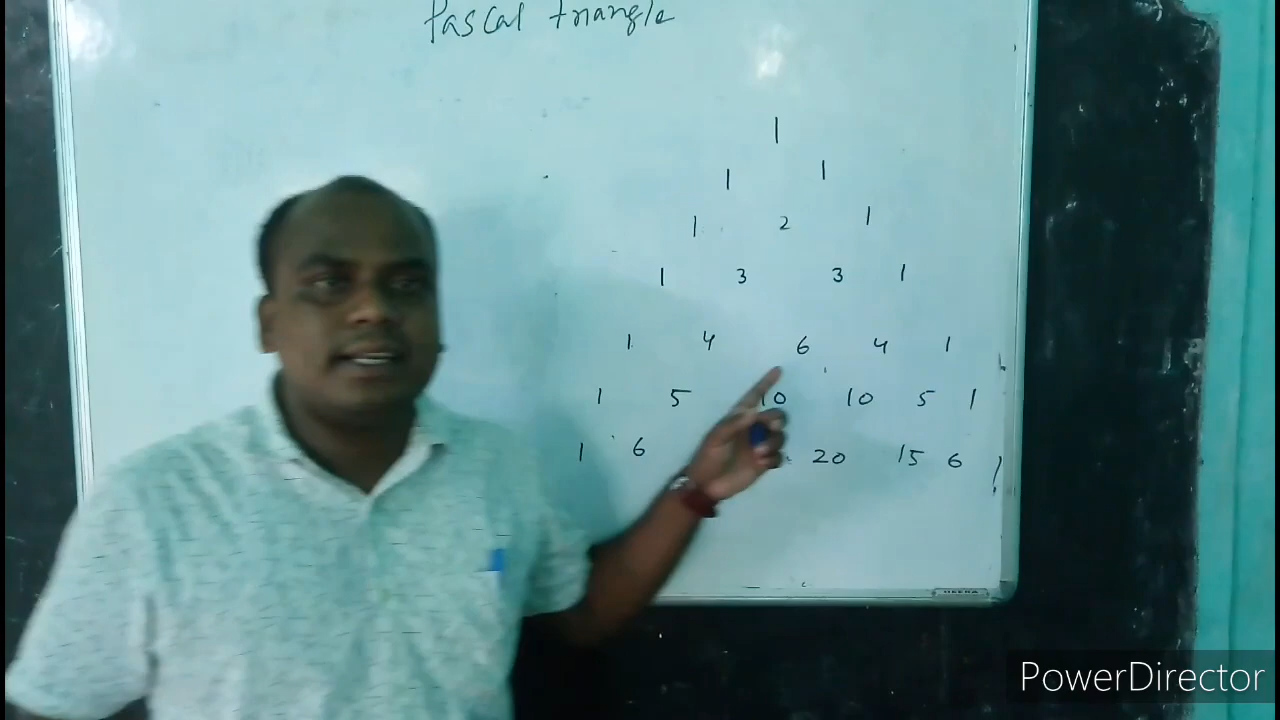 Pascal triangle
1
1 1
1 2 1
1 3 3 1
1 4 6 4 1
1 5 10 10 5 1
1 6 20 15 6 1
PowerDirector